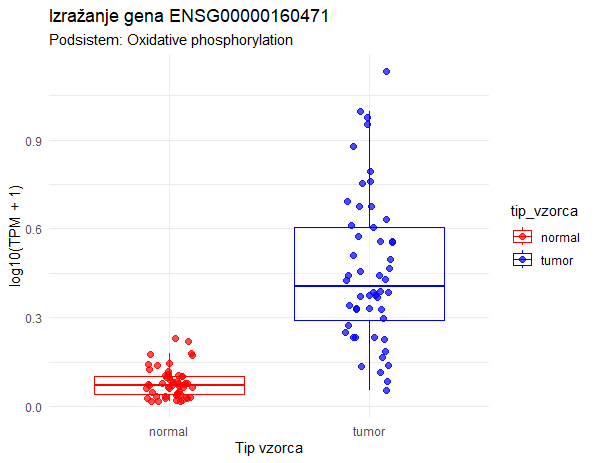 Izražanje gena ENSG00000160471
Podsistem: Oxidative phosphorylation
log10(TPM + 1)
0.9
0.6
0.3
0.0
normal
tumor
Tip vzorca
tip_vzorca
normal
tumor